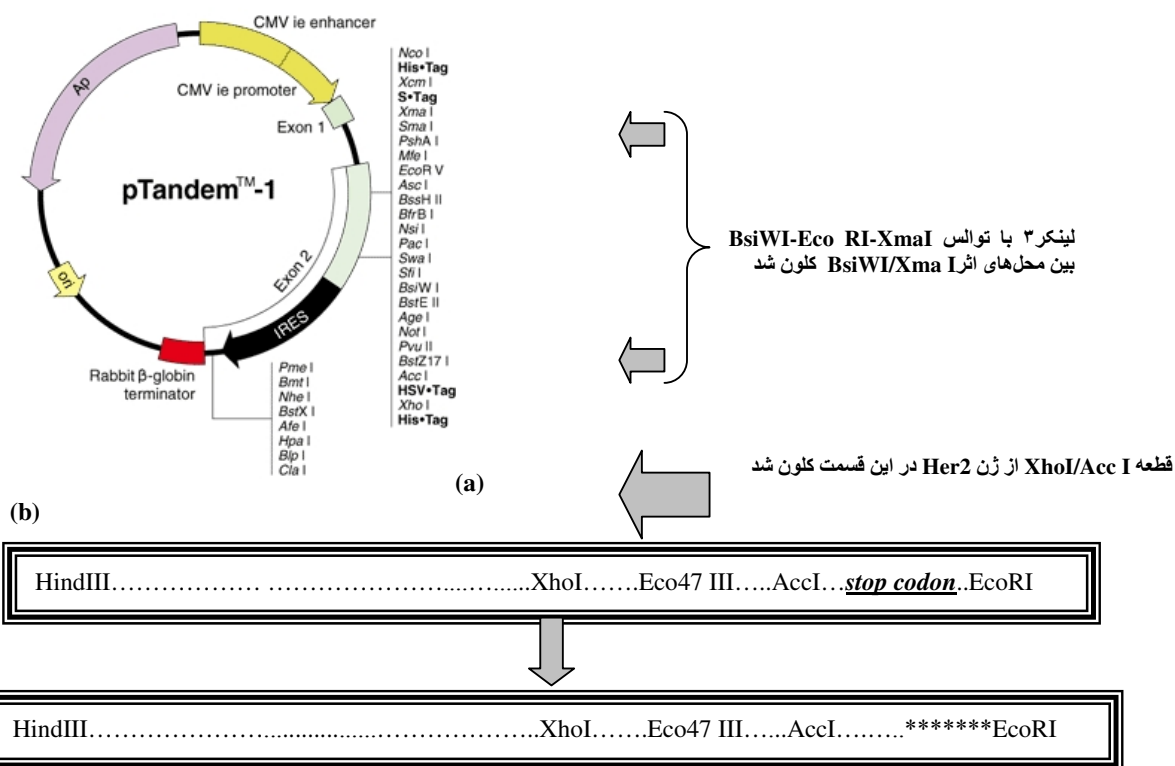 CMV ie enhancer
CMV ie promoter
Exon 1
Ap
pTandem™-1
ori
Exon 2
IRES
Rabbit β-globin
terminator
Nco I
His•Tag
Xcm I
S•Tag
Xma I
Sma I
PshA I
Mfe I
EcoR V
Asc I
BssH II
BfrB I
Nsi I
Pac I
Swa I
Sfi I
BsiW I
BstE II
Age I
Not I
Pvu II
BstZ17 I
Acc I
HSV•Tag
Xho I
His•Tag
Pme I
Bmt I
Nhe I
BstX I
Afe I
Hpa I
Blp I
Cla I
لینکر۳ با توالس BsiWI-Eco RI-XmaI
بین محل‌های اثر BsiWI/Xma I کلون شد
قطعه XhoI/Acc I از ژن Her2 در این قسمت کلون شد
(a)
(b)
HindIII……………… …………………....…......XhoI…….Eco47 III…..AccI…stop codon..EcoRI
HindIII…………………..................………………..XhoI…….Eco47 III…...AccI….…..*******EcoRI